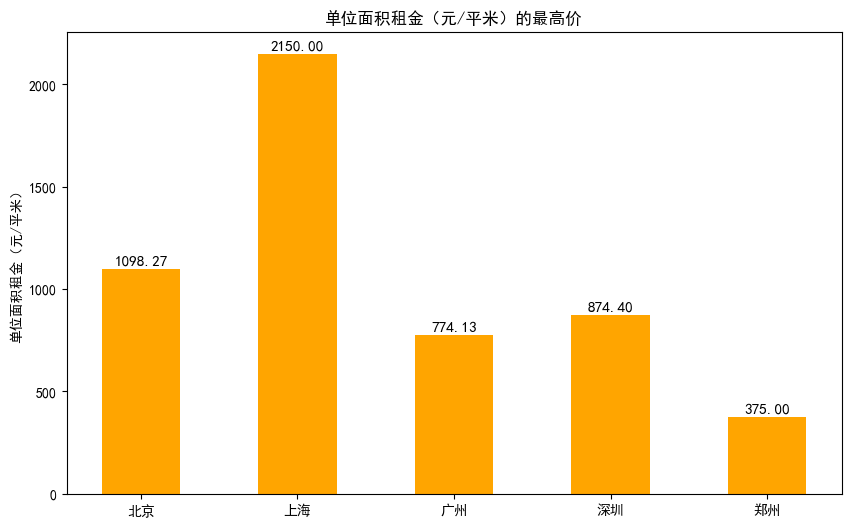 单位面积租金（元/平米）的最高价
单位面积租金（元/平米）
2000
1500
1000
500
0
1098.27
2150.00
774.13
874.40
375.00
北京
上海
广州
深圳
郑州